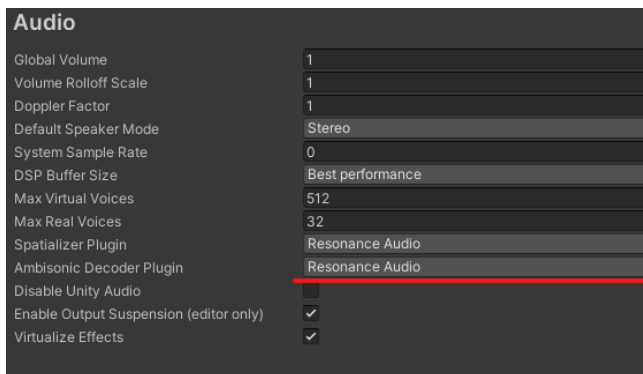 Audio
Global Volume 1
Volume Rolloff Scale 1
Doppler Factor 1
Default Speaker Mode Stereo
System Sample Rate 0
DSP Buffer Size Best performance
Max Virtual Voices 512
Max Real Voices 32
Spatializer Plugin Resonance Audio
Ambisonic Decoder Plugin Resonance Audio
Disable Unity Audio
Enable Output Suspension (editor only)
Virtualize Effects